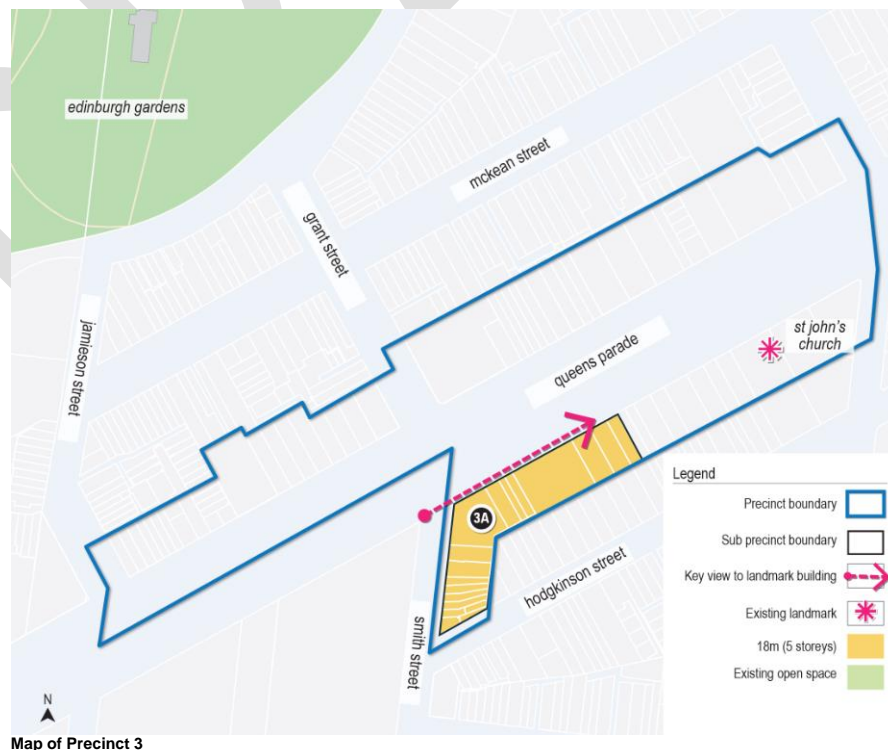 edinburgh gardens
mckean street
grant street
jamieson street
st john's
church
queens parade
3A
hodgkinson street
smith street
Legend
Precinct boundary
Sub precinct boundary
Key view to landmark building
Existing landmark
18m (5 storeys)
Existing open space
N
Map of Precinct 3